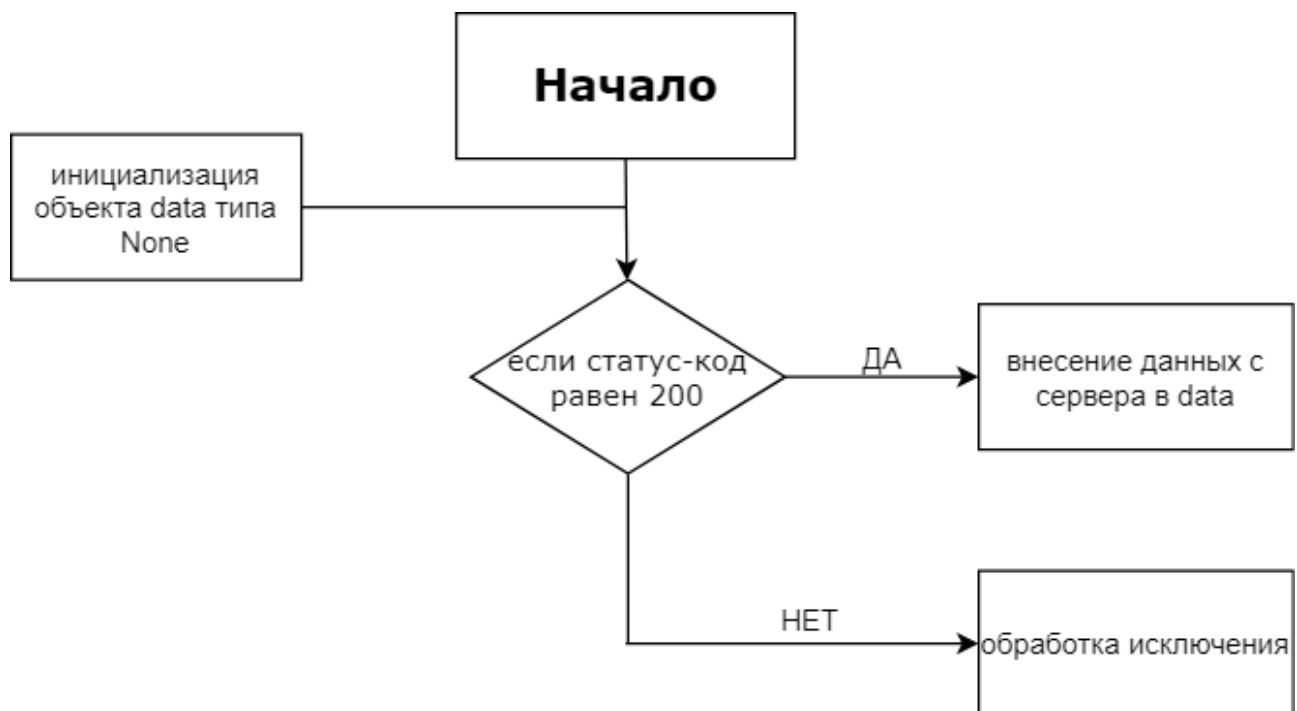 Начало
инициализация
объекта data типа
None
если статус-код
равен 200
ДА
внесение данных с
сервера в data
НЕТ
обработка исключения